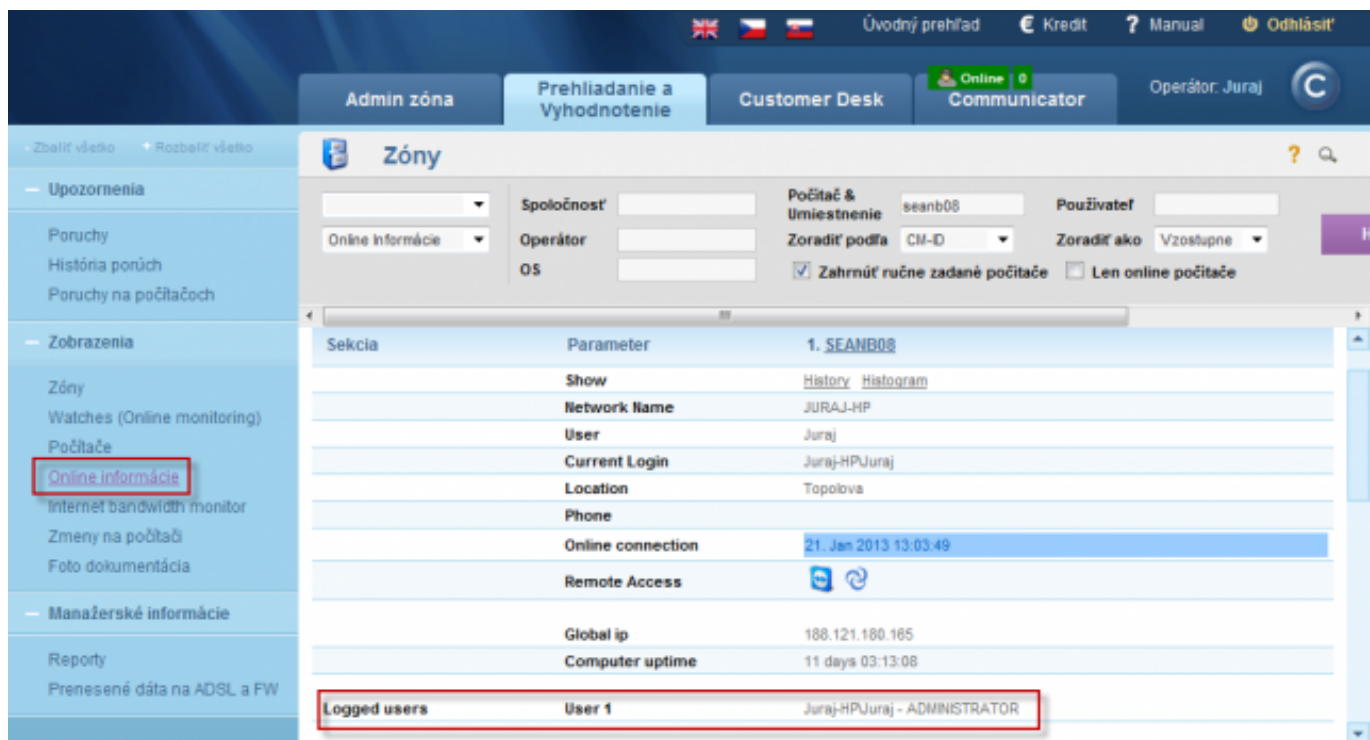 Úvodný prehľad € Kredit ? Manual Odhlásiť
Admin zóna
Prehliadanie a
Vyhodnotenie
Customer Desk
Online 0
Communicator
Operátor: Juraj
- Zbaliť všetko + Rozbaliť všetko
Zóny
?
Upozornenia
Poruchy
História porúch
Poruchy na počítačoch
Zobrazenia
Zóny
Watches (Online monitoring)
Počítače
Online informácie
Internet bandwidth monitor
Zmeny na počítači
Foto dokumentácia
Manažerské informácie
Reporty
Prenesené dáta na ADSL a FW
Spoločnosť
Počítač &
Umiestnenie
seanb08
Používateľ
Online Informácie
Operátor
Zoradiť podľa CM-ID
Zoradiť ako Vzostupne
OS
Zahrnúť ručne zadané počítače
Len online počítače
Sekcia Parameter 1. SEANB08
Show History Histogram
Network Name JURAJ-HP
User Juraj
Current Login Juraj-HP\Juraj
Location Topolova
Phone
Online connection 21. Jan 2013 13:03:49
Remote Access
Global ip 188.121.180.165
Computer uptime 11 days 03:13:08
Logged users User 1 Juraj-HP\Juraj - ADMINISTRATOR